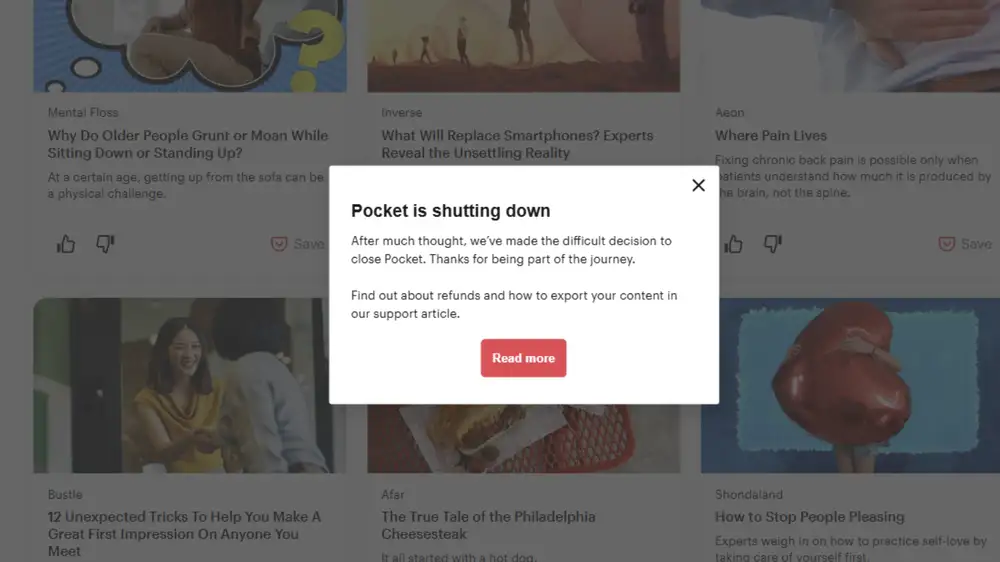 Mental Floss
Why Do Older People Grunt or Moan While
Sitting Down or Standing Up?
At a certain age, getting up from the sofa can be
a physical challenge.
Save
Inverse
What Will Replace Smartphones? Experts
Reveal the Unsettling Reality
Aeon
Where Pain Lives
Fixing chronic back pain is possible only when
patients understand how much it is produced by
the brain, not the spine.
Save
Pocket is shutting down
After much thought, we’ve made the difficult decision to
close Pocket. Thanks for being part of the journey.
Find out about refunds and how to export your content in
our support article.
Read more
Bustle
12 Unexpected Tricks To Help You Make A
Great First Impression On Anyone You
Meet
Afar
The True Tale of the Philadelphia
Cheesesteak
It all started with a hot dog.
Shondaland
How to Stop People Pleasing
Experts weigh in on how to practice self-love by
taking care of yourself first.